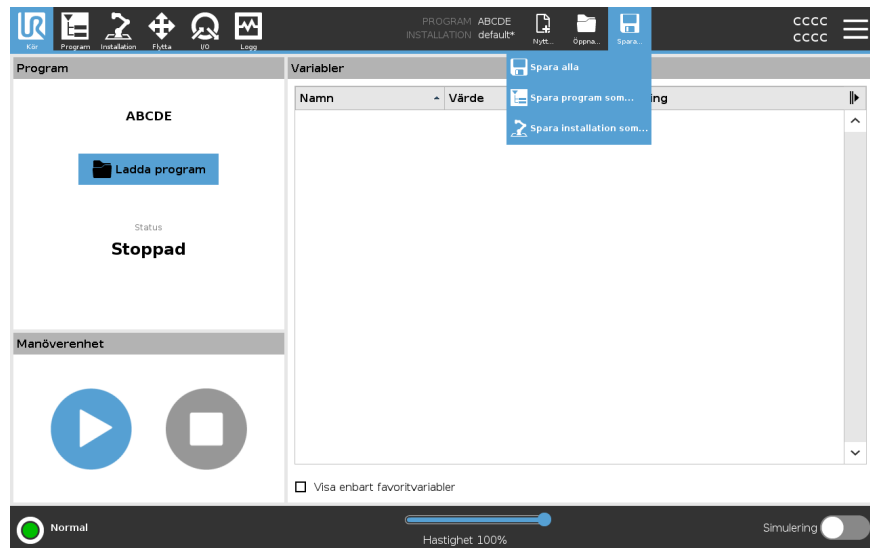 PROGRAM ABCDE
INSTALLATION default*
Kör
Program
Installation
Flytta
I/O
Logg
Nytt...
Öppna...
Spara...
CCCC
CCCC
Program
Variabler
Spara alla
Spara program som...
Spara installation som...
Namn
Värde
ing
ABCDE
Ladda program
Status
Stoppad
Manöverenhet
Visa enbart favoritvariabler
Normal
Hastighet 100%
Simulering